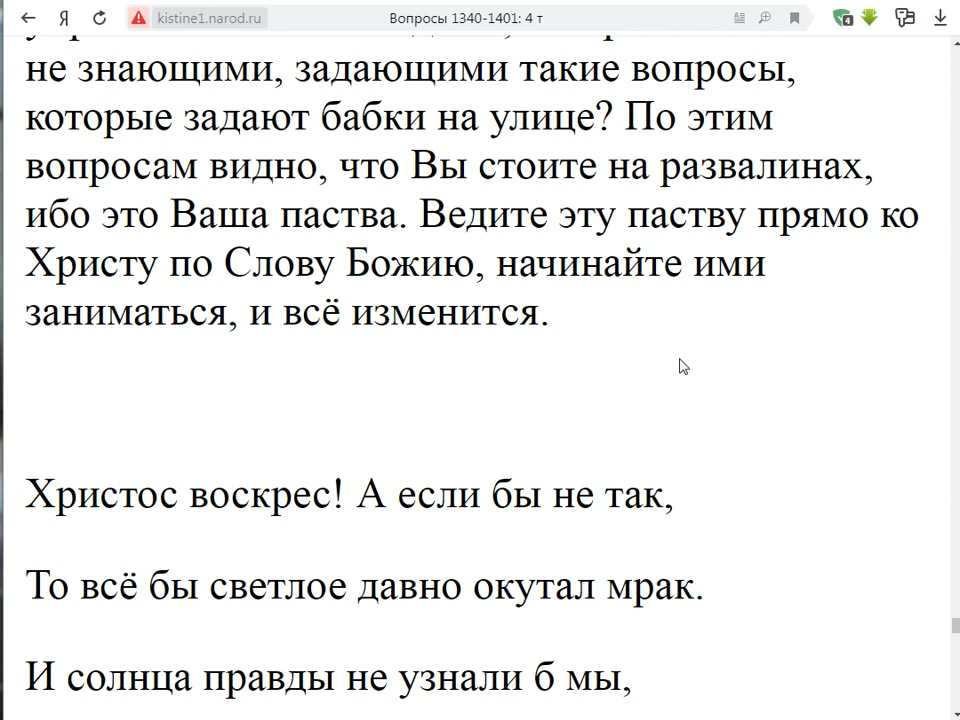 Я
kistine1.narod.ru
Вопросы 1340-1401: 4 т
4
не знающими, задающими такие вопросы,
которые задают бабки на улице? По этим
вопросам видно, что Вы стоите на развалинах,
ибо это Ваша паства. Ведите эту паству прямо ко
Христу по Слову Божию, начинайте ими
заниматься, и всё изменится.
Христос воскрес! А если бы не так,
То всё бы светлое давно окутал мрак.
И солнца правды не узнали б мы,